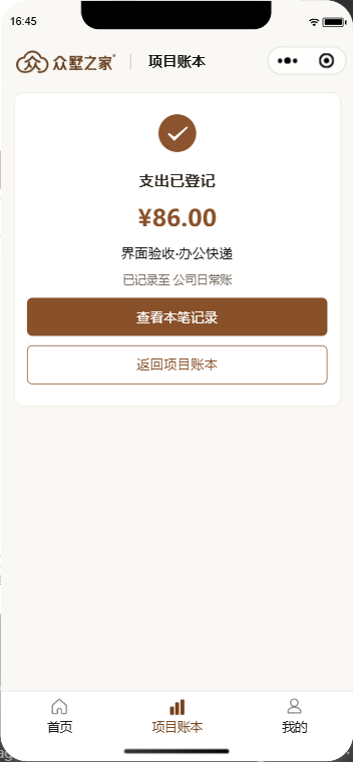 16:45
众墅之家 项目账本
支出已登记
¥86.00
界面验收·办公快递
已记录至 公司日常账
查看本笔记录
返回项目账本
首页 项目账本 我的